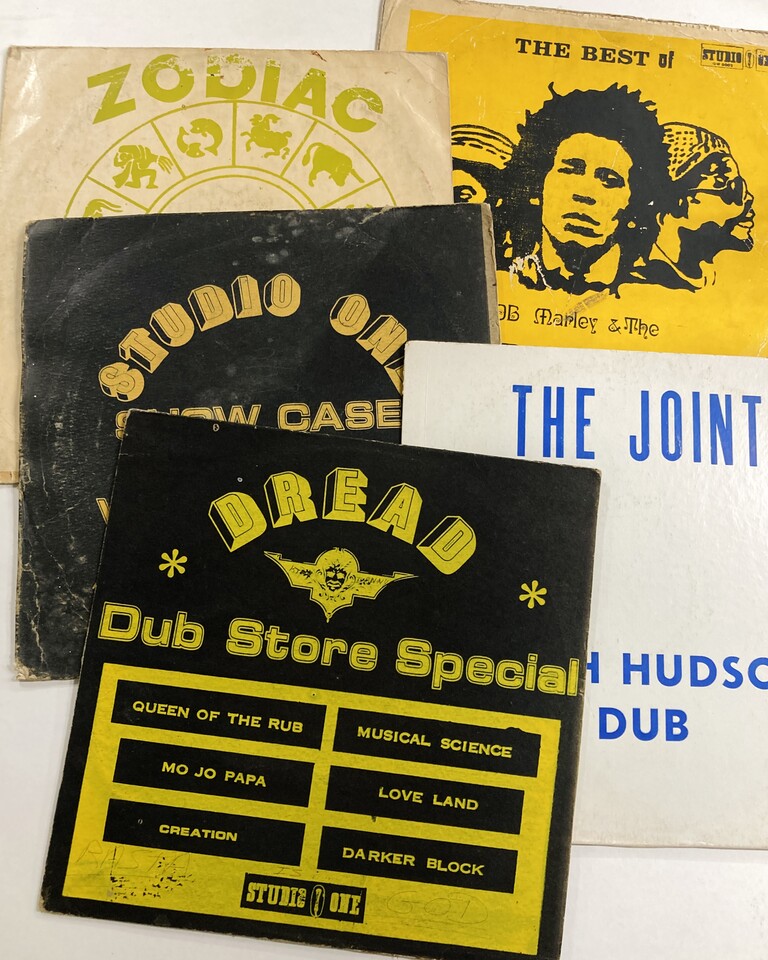 ZODIAC
THE BEST of
STUDIO ONE
Marley & The
STUDIO ON
SHOW CASE
THE JOINT
H HUDSO
DUB
DREAD
* *
Dub Store Special
QUEEN OF THE RUB
MUSICAL SCIENCE
MO JO PAPA
LOVE LAND
CREATION
DARKER BLOCK
STUDIO ONE